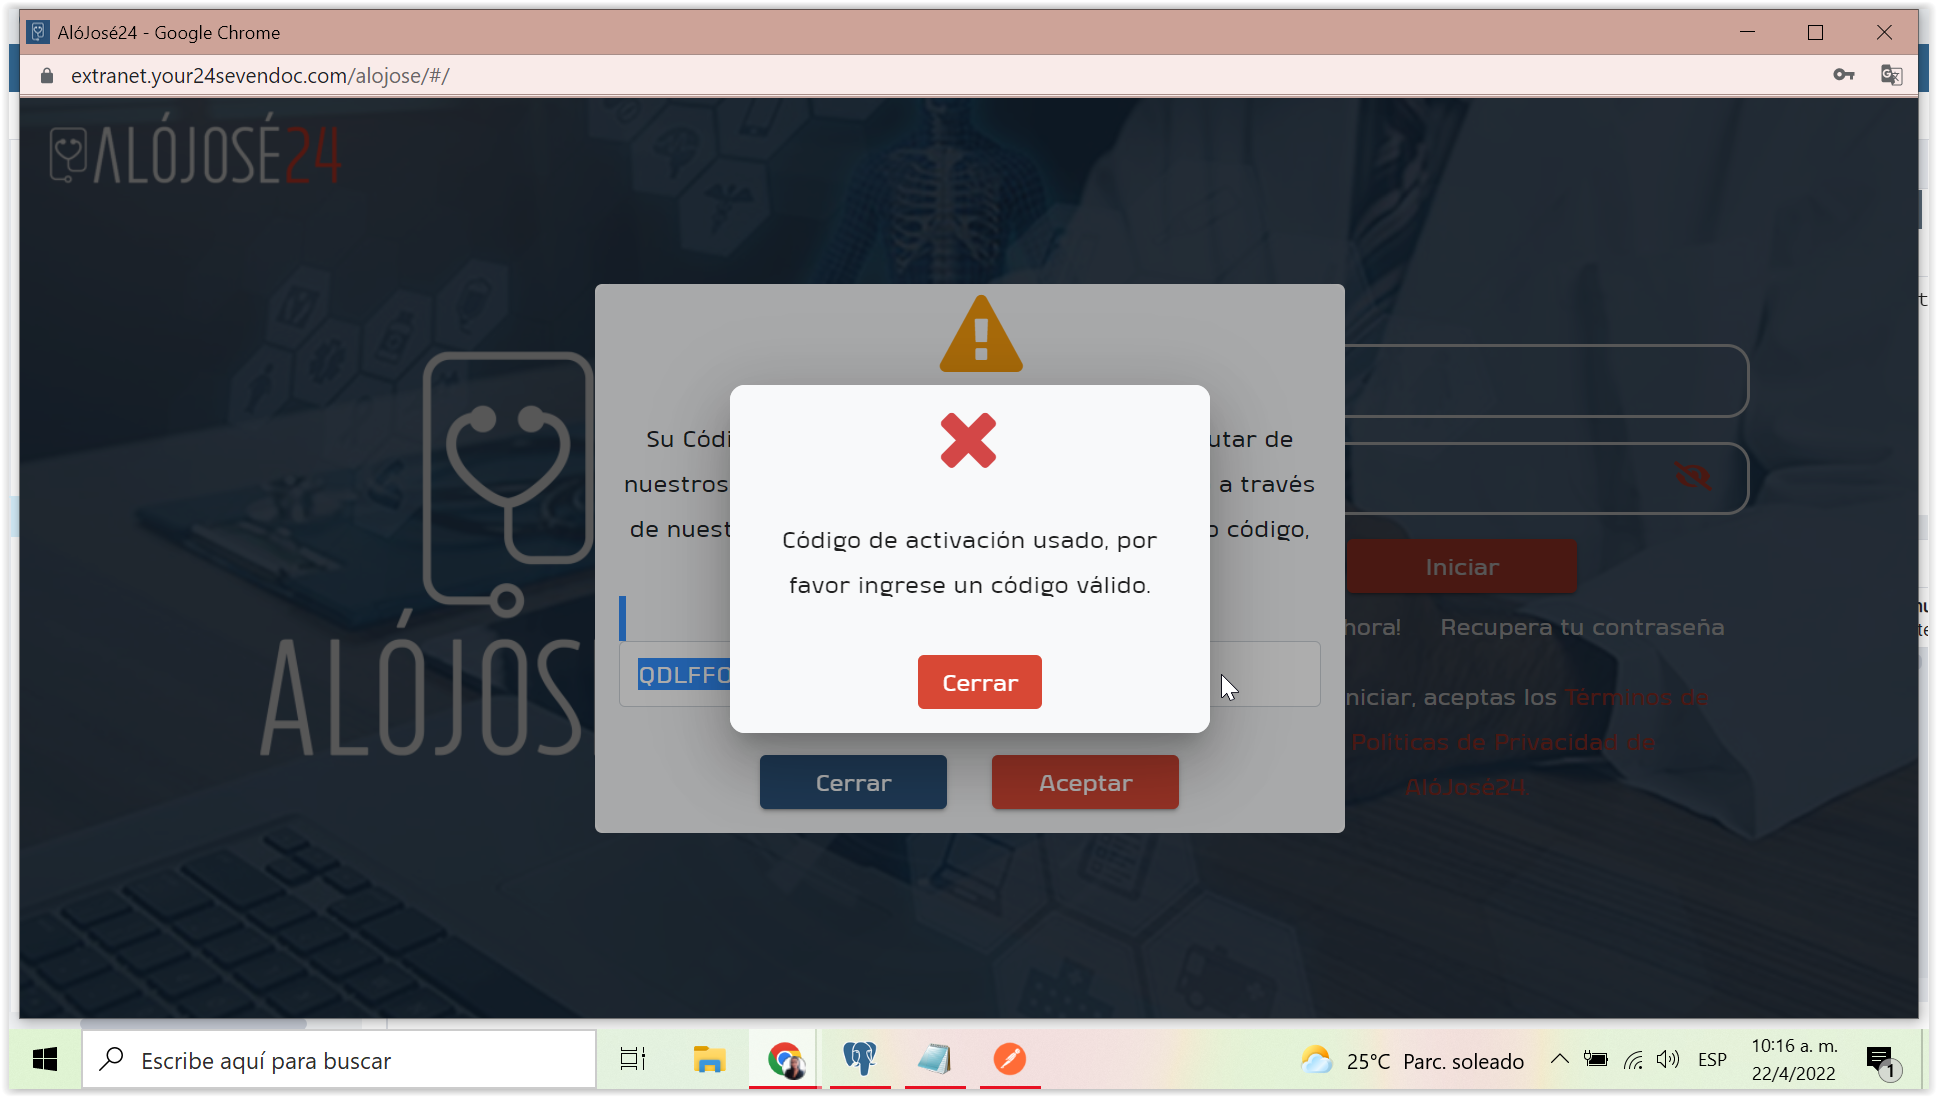 AlóJosé24 - Google Chrome
extranet.your24sevendoc.com/alojose/#/
ALÓJOSÉ24
ALÓJOS
Su Códi
utar de
nuestros
a través
de nuest
código,
Código de activación usado, por
favor ingrese un código válido.
QDLFFO
Cerrar
Cerrar
Aceptar
Iniciar
hora!
Recupera tu contraseña
niciar, aceptas los Términos de
Políticas de Privacidad de
AlóJosé24.
Escribe aquí para buscar
25°C Parc. soleado
ESP
10:16 a. m.
22/4/2022
1